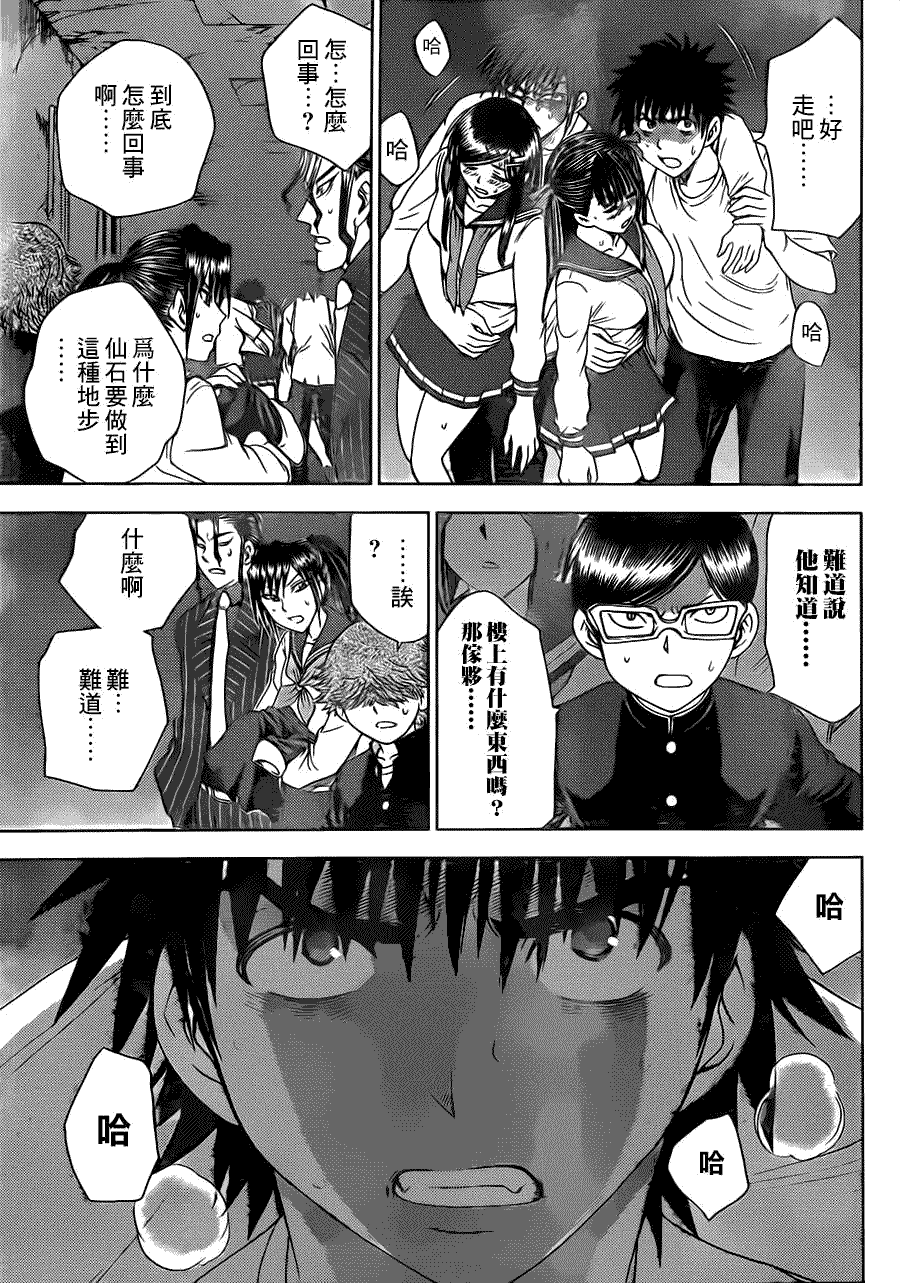 …好
走吧……
哈
哈
哈
怎…怎麼
回事…？
到底
怎麼回事
啊……
爲什麼
仙石要做到
這種地步
……
難道說
他知道……
樓上有什麼東西嗎？
那傢夥……
……誒
？
什麼啊
難…
難道……
哈
哈
哈